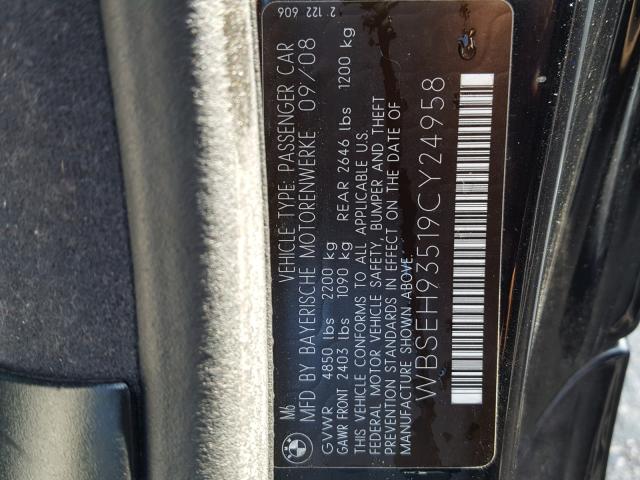 M6 VEHICLE TYPE: PASSENGER CAR 606 2 122
MFD BY BAYERISCHE MOTORENWERKE 09/08
GVWR 4850 lbs 2200 kg
GAWR FRONT 2403 lbs 1090 kg REAR 2646 lbs 1200 kg
THIS VEHICLE CONFORMS TO ALL APPLICABLE U.S.
FEDERAL MOTOR VEHICLE SAFETY, BUMPER AND THEFT
PREVENTION STANDARDS IN EFFECT ON THE DATE OF
MANUFACTURE SHOWN ABOVE.
WBSEH93519CY24958